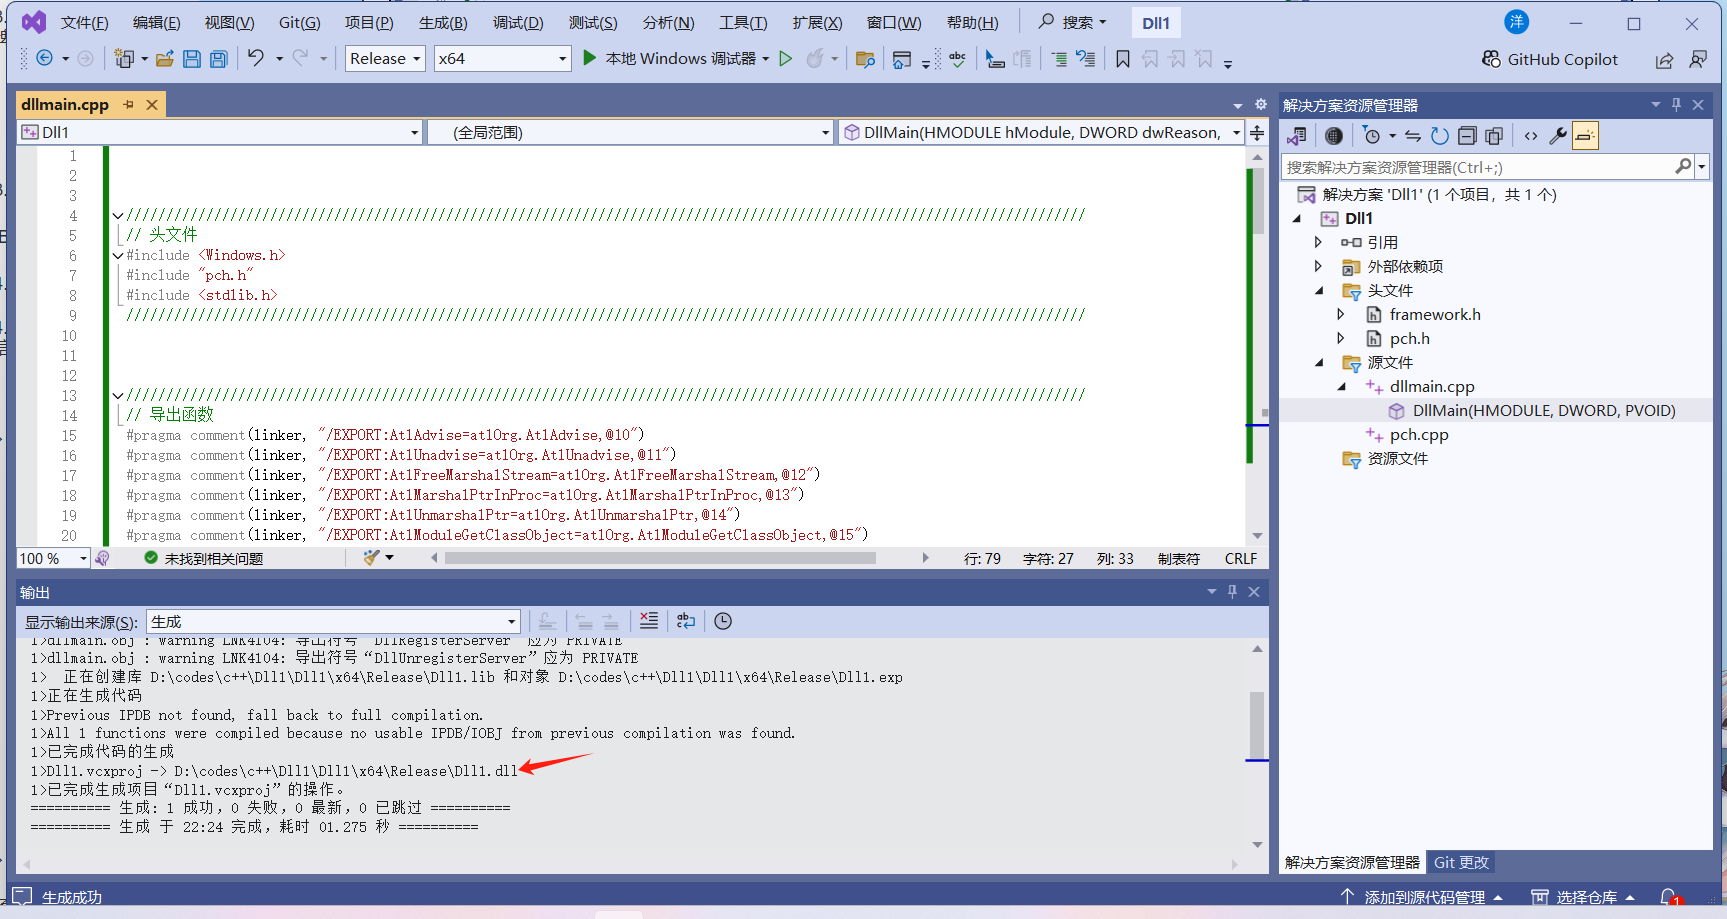 文件(F) 编辑(E) 视图(V) Git(G) 项目(P) 生成(B) 调试(D) 测试(S) 分析(N) 工具(T) 扩展(X) 窗口(W) 帮助(H) 搜索 Dll1 洋
Release x64 本地 Windows 调试器 abc GitHub Copilot
dllmain.cpp
Dll1 (全局范围) DllMain(HMODULE hModule, DWORD dwReason,
1
2
3
4 ////////////////////////////////////////////////////////////////////////////////////////////////////////////////////////
5 // 头文件
6 #include <Windows.h>
7 #include "pch.h"
8 #include <stdlib.h>
9 ////////////////////////////////////////////////////////////////////////////////////////////////////////////////////////
10
11
12
13 ////////////////////////////////////////////////////////////////////////////////////////////////////////////////////////
14 // 导出函数
15 #pragma comment(linker, "/EXPORT:AtlAdvise=atlOrg.AtlAdvise,@10")
16 #pragma comment(linker, "/EXPORT:AtlUnadvise=atlOrg.AtlUnadvise,@11")
17 #pragma comment(linker, "/EXPORT:AtlFreeMarshalStream=atlOrg.AtlFreeMarshalStream,@12")
18 #pragma comment(linker, "/EXPORT:AtlMarshalPtrInProc=atlOrg.AtlMarshalPtrInProc,@13")
19 #pragma comment(linker, "/EXPORT:AtlUnmarshalPtr=atlOrg.AtlUnmarshalPtr,@14")
20 #pragma comment(linker, "/EXPORT:AtlModuleGetClassObject=atlOrg.AtlModuleGetClassObject,@15")
100 % 未找到相关问题 行: 79 字符: 27 列: 33 制表符 CRLF
输出
显示输出来源(S): 生成
1>dllmain.obj : warning LNK4104: 导出符号“DllRegisterServer”应为 PRIVATE
1>dllmain.obj : warning LNK4104: 导出符号“DllUnregisterServer”应为 PRIVATE
1> 正在创建库 D:\codes\c++\Dll1\Dll1\x64\Release\Dll1.lib 和对象 D:\codes\c++\Dll1\Dll1\x64\Release\Dll1.exp
1>正在生成代码
1>Previous IPDB not found, fall back to full compilation.
1>All 1 functions were compiled because no usable IPDB/IOBJ from previous compilation was found.
1>已完成代码的生成
1>Dll1.vcxproj -> D:\codes\c++\Dll1\Dll1\x64\Release\Dll1.dll
1>已完成生成项目“Dll1.vcxproj”的操作。
========== 生成: 1 成功，0 失败，0 最新，0 已跳过 ==========
========== 生成 于 22:24 完成，耗时 01.275 秒 ==========
解决方案资源管理器
搜索解决方案资源管理器(Ctrl+;)
解决方案 'Dll1' (1 个项目，共 1 个)
Dll1
引用
外部依赖项
头文件
framework.h
pch.h
源文件
dllmain.cpp
DllMain(HMODULE, DWORD, PVOID)
pch.cpp
资源文件
解决方案资源管理器 Git 更改
生成成功 添加到源代码管理 选择仓库 1